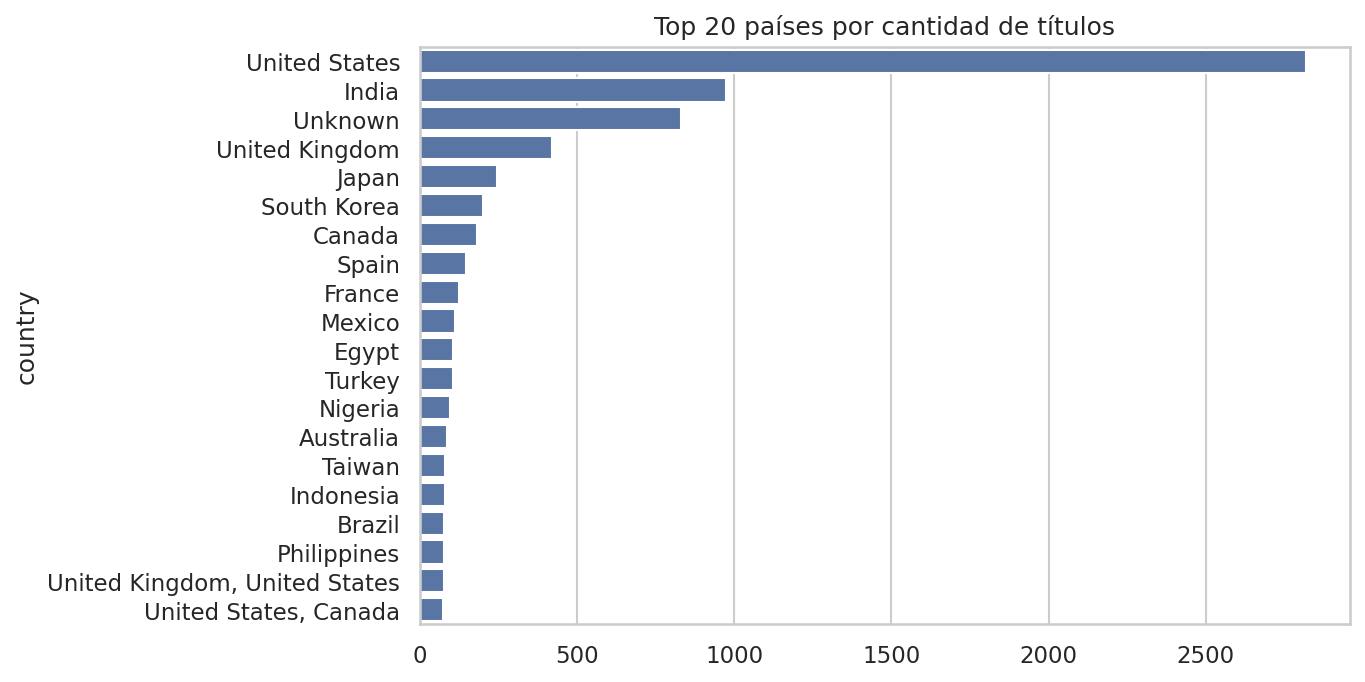 Top 20 países por cantidad de títulos
country
United States
India
Unknown
United Kingdom
Japan
South Korea
Canada
Spain
France
Mexico
Egypt
Turkey
Nigeria
Australia
Taiwan
Indonesia
Brazil
Philippines
United Kingdom, United States
United States, Canada
0 500 1000 1500 2000 2500